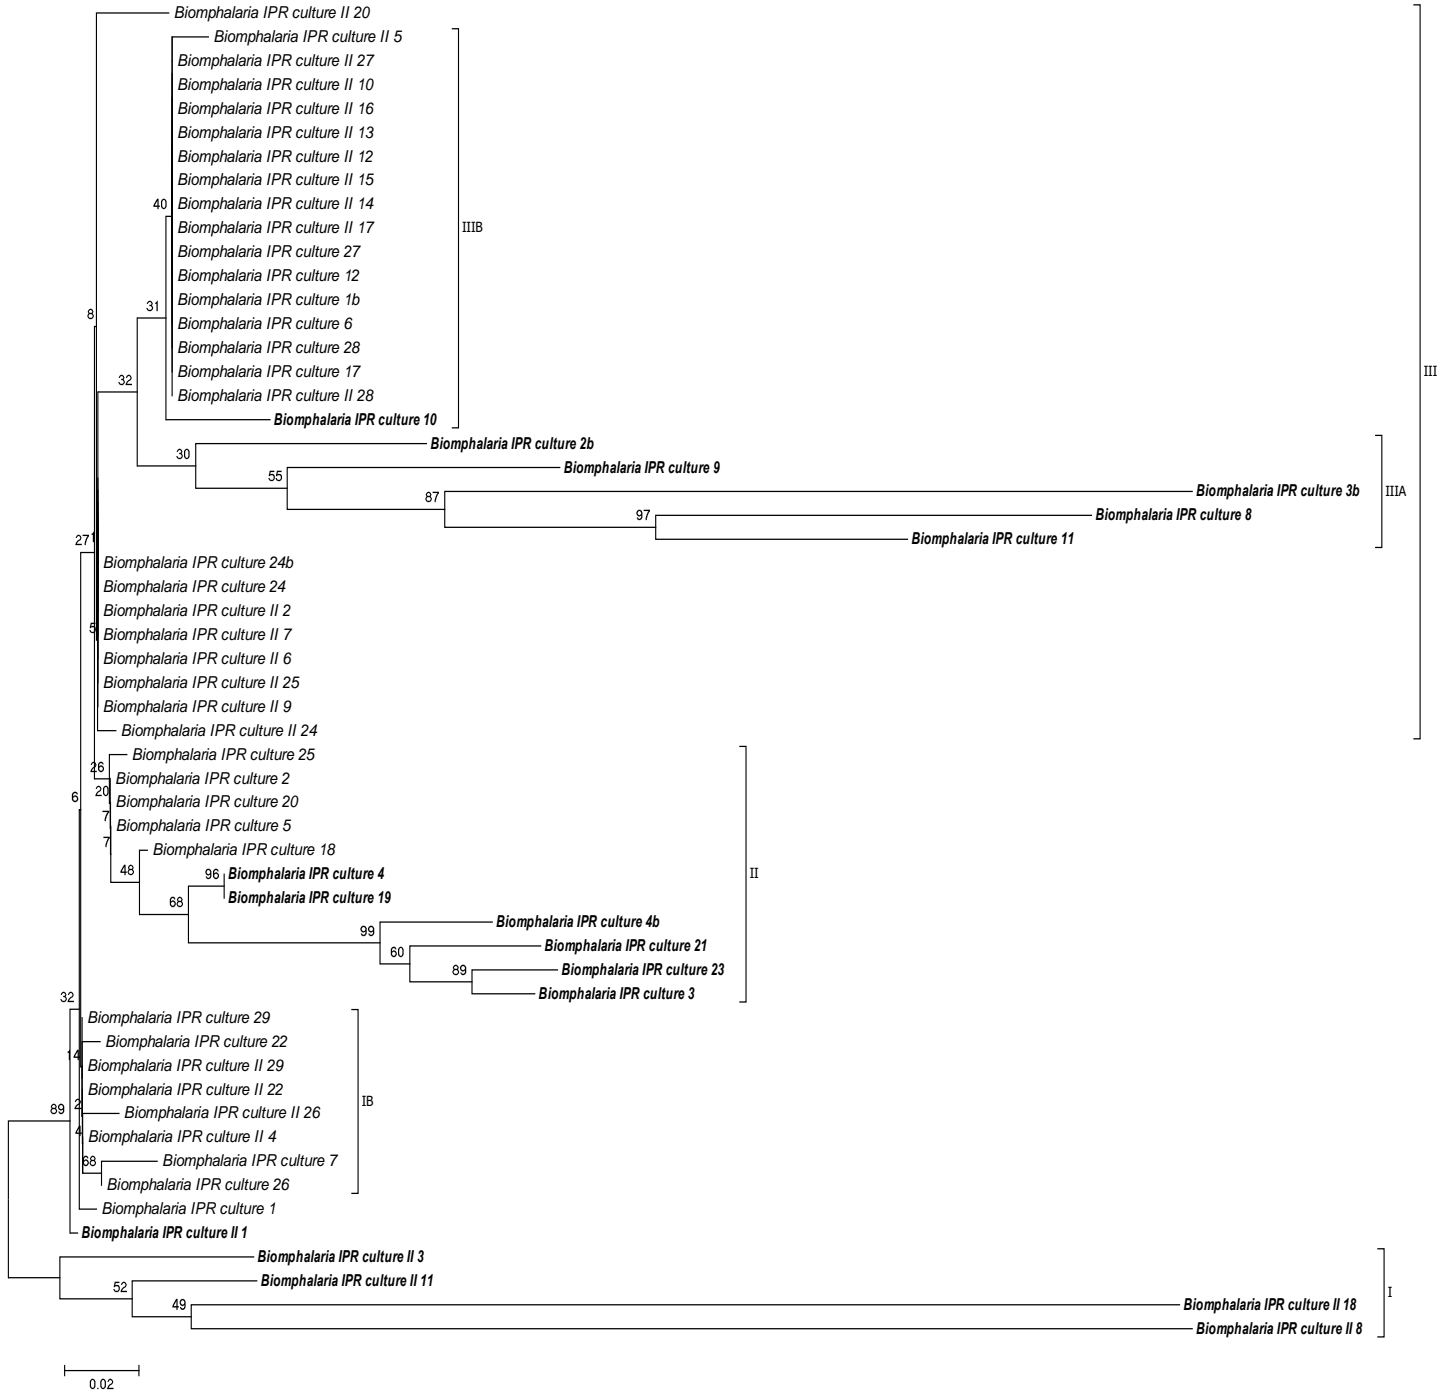 Biomphalaria IPR culture II 20
Biomphalaria IPR culture II 5
Biomphalaria IPR culture II 27
Biomphalaria IPR culture II 10
Biomphalaria IPR culture II 16
Biomphalaria IPR culture II 13
Biomphalaria IPR culture II 12
Biomphalaria IPR culture II 15
40
Biomphalaria IPR culture II 14
Biomphalaria IPR culture II 17
IIIB
Biomphalaria IPR culture 27
Biomphalaria IPR culture 12
Biomphalaria IPR culture 1b
31
8
Biomphalaria IPR culture 6
Biomphalaria IPR culture 28
Biomphalaria IPR culture 17
III
32
Biomphalaria IPR culture II 28
Biomphalaria IPR culture 10
Biomphalaria IPR culture 2b
30
Biomphalaria IPR culture 9
55
87
Biomphalaria IPR culture 3b
IIIA
97
Biomphalaria IPR culture 8
27
Biomphalaria IPR culture 11
Biomphalaria IPR culture 24b
Biomphalaria IPR culture 24
Biomphalaria IPR culture II 2
5
Biomphalaria IPR culture II 7
Biomphalaria IPR culture II 6
Biomphalaria IPR culture II 25
Biomphalaria IPR culture II 9
Biomphalaria IPR culture II 24
Biomphalaria IPR culture 25
26
Biomphalaria IPR culture 2
20
6
Biomphalaria IPR culture 20
7
Biomphalaria IPR culture 5
7
Biomphalaria IPR culture 18
48
96
Biomphalaria IPR culture 4
II
68
Biomphalaria IPR culture 19
Biomphalaria IPR culture 4b
99
60
Biomphalaria IPR culture 21
89
Biomphalaria IPR culture 23
Biomphalaria IPR culture 3
32
Biomphalaria IPR culture 29
Biomphalaria IPR culture 22
14
Biomphalaria IPR culture II 29
Biomphalaria IPR culture II 22
IB
89
2
Biomphalaria IPR culture II 26
4
Biomphalaria IPR culture II 4
68
Biomphalaria IPR culture 7
Biomphalaria IPR culture 26
Biomphalaria IPR culture 1
Biomphalaria IPR culture II 1
Biomphalaria IPR culture II 3
52
Biomphalaria IPR culture II 11
I
49
Biomphalaria IPR culture II 18
Biomphalaria IPR culture II 8
0.02